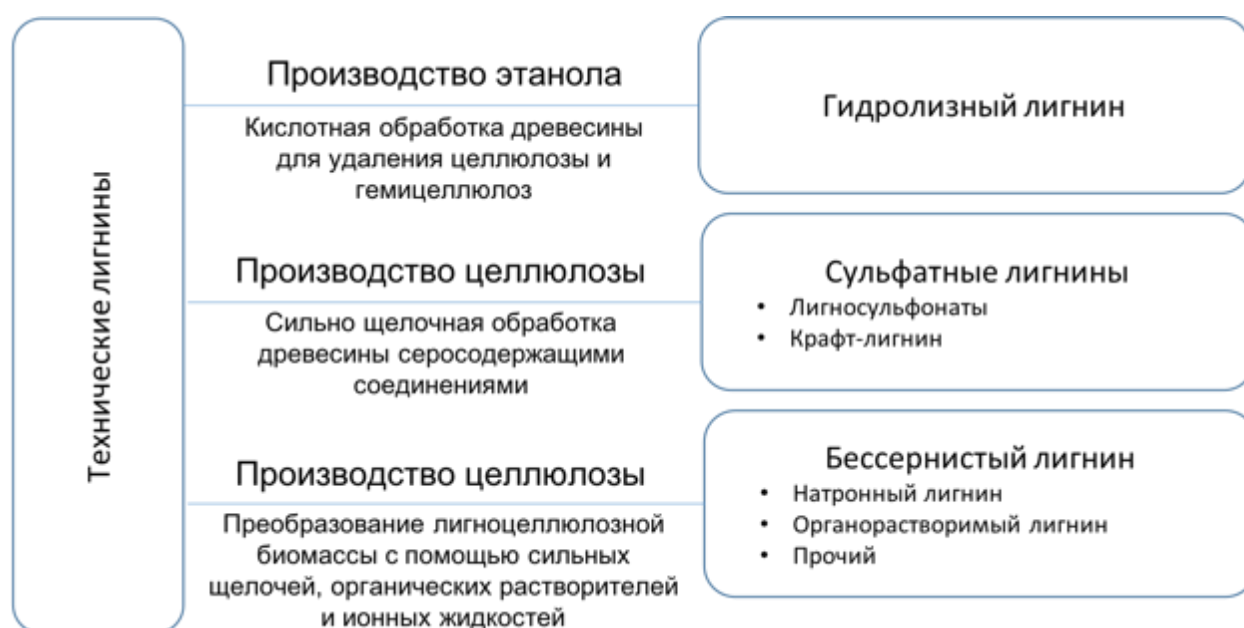 Технические лигнины
Производство этанола
Кислотная обработка древесины
для удаления целлюлозы и
гемицеллюлоз
Гидролизный лигнин
Производство целлюлозы
Сильно щелочная обработка
древесины серосодержащими
соединениями
Сульфатные лигнины
• Лигносульфонаты
• Крафт-лигнин
Производство целлюлозы
Преобразование лигноцеллюлозной
биомассы с помощью сильных
щелочей, органических растворителей
и ионных жидкостей
Бессернистый лигнин
• Натронный лигнин
• Органорастворимый лигнин
• Прочий